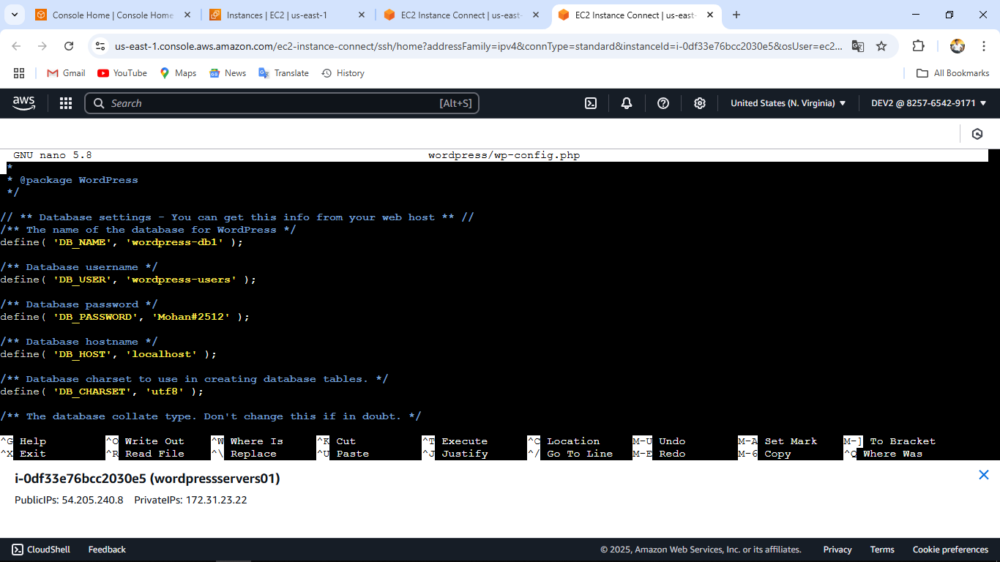 Console Home | Console Home
Instances | EC2 | us-east-1
EC2 Instance Connect | us-east-
EC2 Instance Connect | us-east-
us-east-1.console.aws.amazon.com/ec2-instance-connect/ssh/home?addressFamily=ipv4&connType=standard&instanceId=i-0df33e76bcc2030e5&osUser=ec2...
Gmail YouTube Maps News Translate History All Bookmarks
aws Search [Alt+S] United States (N. Virginia) DEV2 @ 8257-6542-9171
GNU nano 5.8 wordpress/wp-config.php
*
* @package WordPress
*/
// ** Database settings - You can get this info from your web host ** //
/** The name of the database for WordPress */
define( 'DB_NAME', 'wordpress-db1' );
/** Database username */
define( 'DB_USER', 'wordpress-users' );
/** Database password */
define( 'DB_PASSWORD', 'Mohan#2512' );
/** Database hostname */
define( 'DB_HOST', 'localhost' );
/** Database charset to use in creating database tables. */
define( 'DB_CHARSET', 'utf8' );
/** The database collate type. Don't change this if in doubt. */
^G Help ^O Write Out ^W Where Is ^K Cut ^T Execute ^C Location M-U Undo M-A Set Mark M-] To Bracket
^X Exit ^R Read File ^\ Replace ^U Paste ^J Justify ^/ Go To Line M-E Redo M-6 Copy ^Q Where Was
i-0df33e76bcc2030e5 (wordpressservers01)
PublicIPs: 54.205.240.8 PrivateIPs: 172.31.23.22
CloudShell Feedback © 2025, Amazon Web Services, Inc. or its affiliates. Privacy Terms Cookie preferences